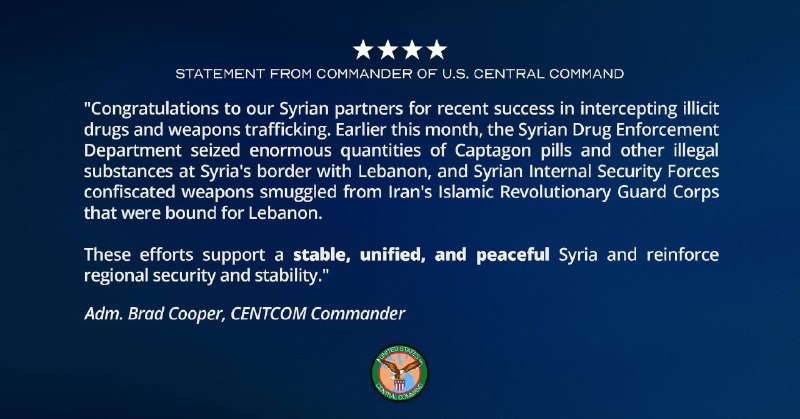 STATEMENT FROM COMMANDER OF U.S. CENTRAL COMMAND
"Congratulations to our Syrian partners for recent success in intercepting illicit
drugs and weapons trafficking. Earlier this month, the Syrian Drug Enforcement
Department seized enormous quantities of Captagon pills and other illegal
substances at Syria's border with Lebanon, and Syrian Internal Security Forces
confiscated weapons smuggled from Iran's Islamic Revolutionary Guard Corps
that were bound for Lebanon.
These efforts support a stable, unified, and peaceful Syria and reinforce
regional security and stability."
Adm. Brad Cooper, CENTCOM Commander
UNITED STATES
CENTRAL COMMAND